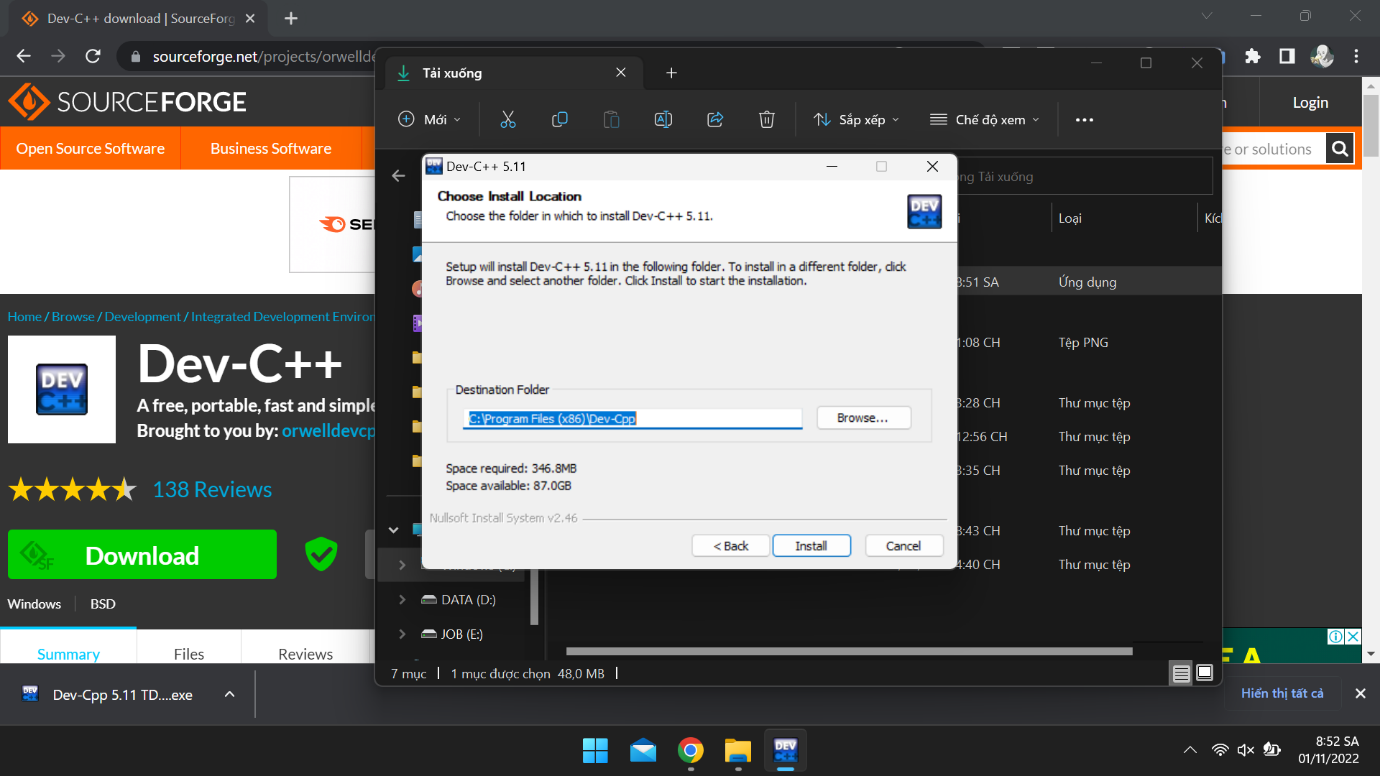 Dev-C++ download | SourceForg
sourceforge.net/projects/orwellde
SOURCEFORGE
Login
Open Source Software
Business Software
e or solutions
Home / Browse / Development / Integrated Development Environ
Dev-C++
A free, portable, fast and simple
Brought to you by: orwelldevcp
138 Reviews
Download
Windows
BSD
Summary
Files
Reviews
Tải xuống
Mới
Sắp xếp
Chế độ xem
Tải xuống
Loại
Kíc
8:51 SA
Ứng dụng
1:08 CH
Tệp PNG
3:28 CH
Thư mục tệp
12:56 CH
Thư mục tệp
3:35 CH
Thư mục tệp
3:43 CH
Thư mục tệp
4:40 CH
Thư mục tệp
DATA (D:)
JOB (E:)
7 mục
1 mục được chọn 48,0 MB
Dev-C++ 5.11
Choose Install Location
Choose the folder in which to install Dev-C++ 5.11.
DEV
C++
Setup will install Dev-C++ 5.11 in the following folder. To install in a different folder, click
Browse and select another folder. Click Install to start the installation.
Destination Folder
C:\Program Files (x86)\Dev-Cpp
Browse...
Space required: 346.8MB
Space available: 87.0GB
Nullsoft Install System v2.46
< Back
Install
Cancel
Dev-Cpp 5.11 TD....exe
Hiển thị tất cả
8:52 SA
01/11/2022